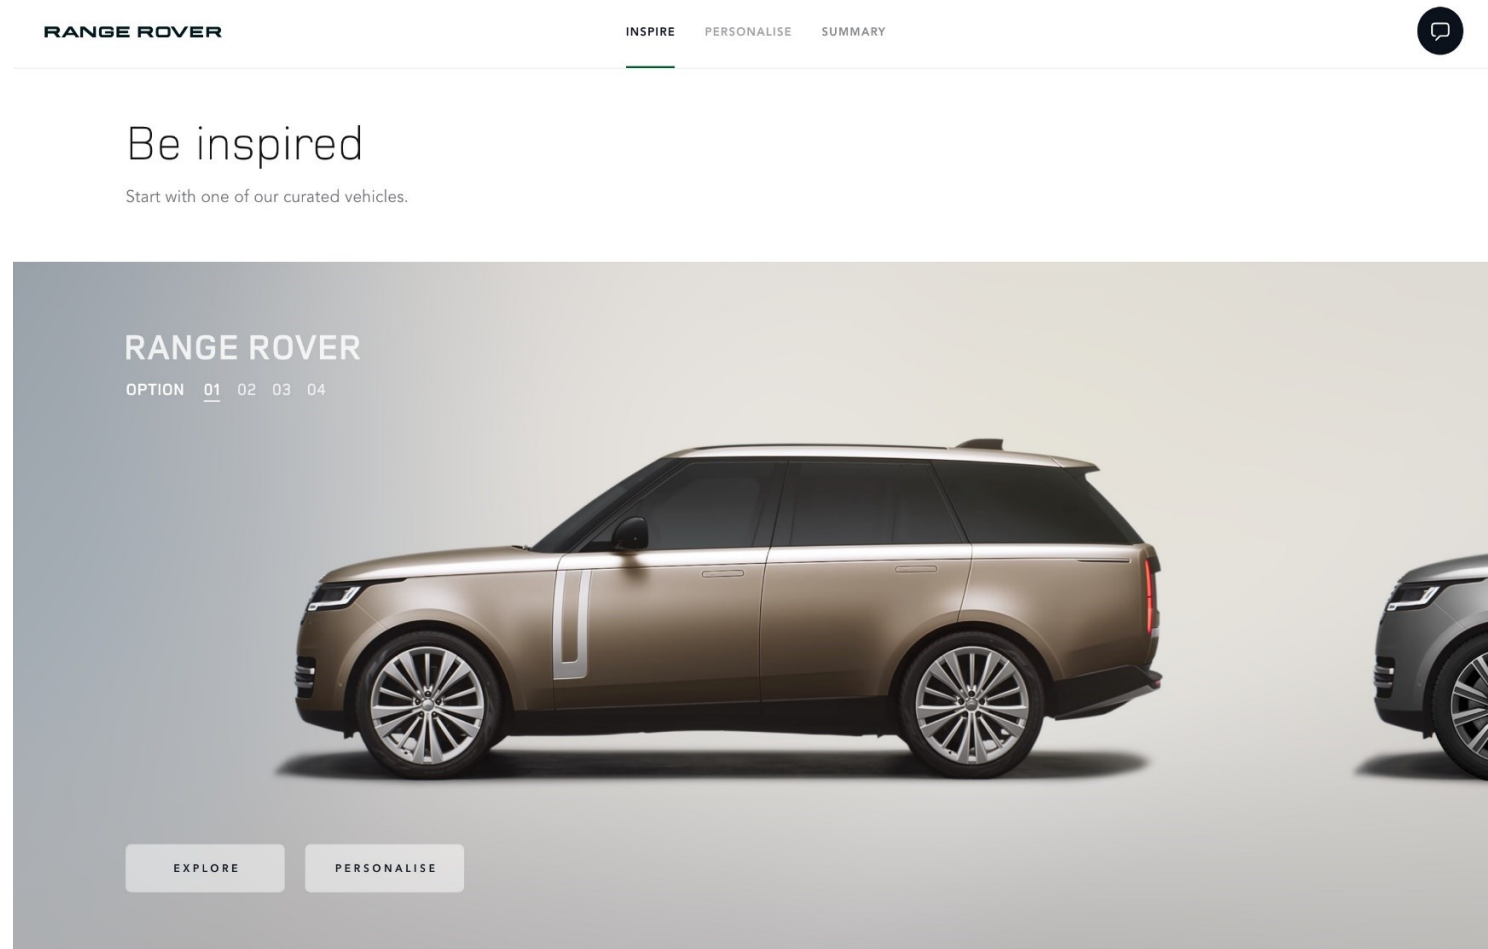 RANGE ROVER
INSPIRE PERSONALISE SUMMARY
Be inspired
Start with one of our curated vehicles.
RANGE ROVER
OPTION 01 02 03 04
EXPLORE PERSONALISE